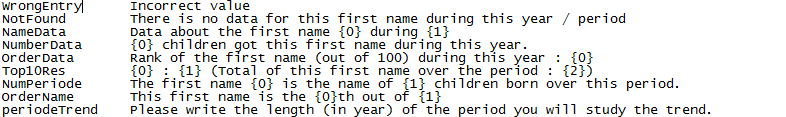 WrongEntry Incorrect value
NotFound There is no data for this first name during this year / period
NameData Data about the first name {0} during {1}
NumberData {0} children got this first name during this year.
OrderData Rank of the first name (out of 100) during this year : {0}
Top10Res {0} : {1} (Total of this first name over the period : {2})
NumPeriode The first name {0} is the name of {1} children born over this period.
OrderName This first name is the {0}th out of {1}
periodeTrend Please write the length (in year) of the period you will study the trend.